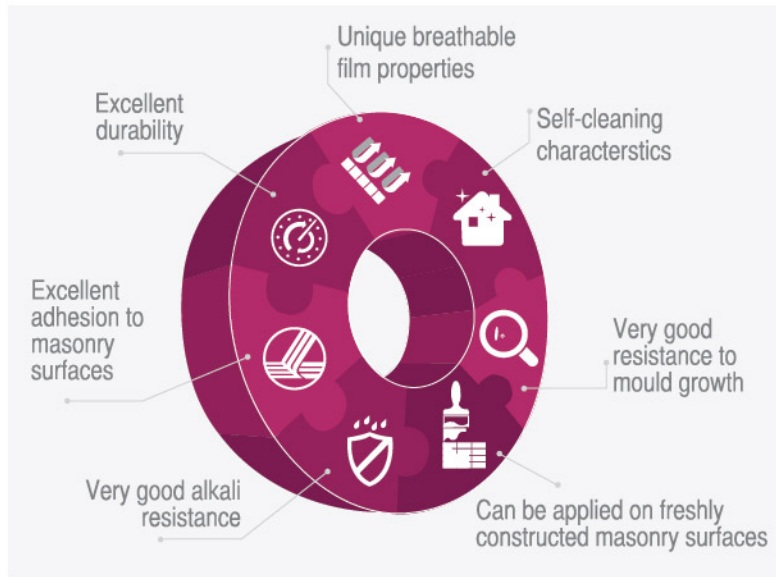 Unique breathable
film properties
Excellent
durability
Self-cleaning
characterstics
Excellent
adhesion to
masonry
surfaces
Very good
resistance to
mould growth
Very good alkali
resistance
Can be applied on freshly
constructed masonry surfaces